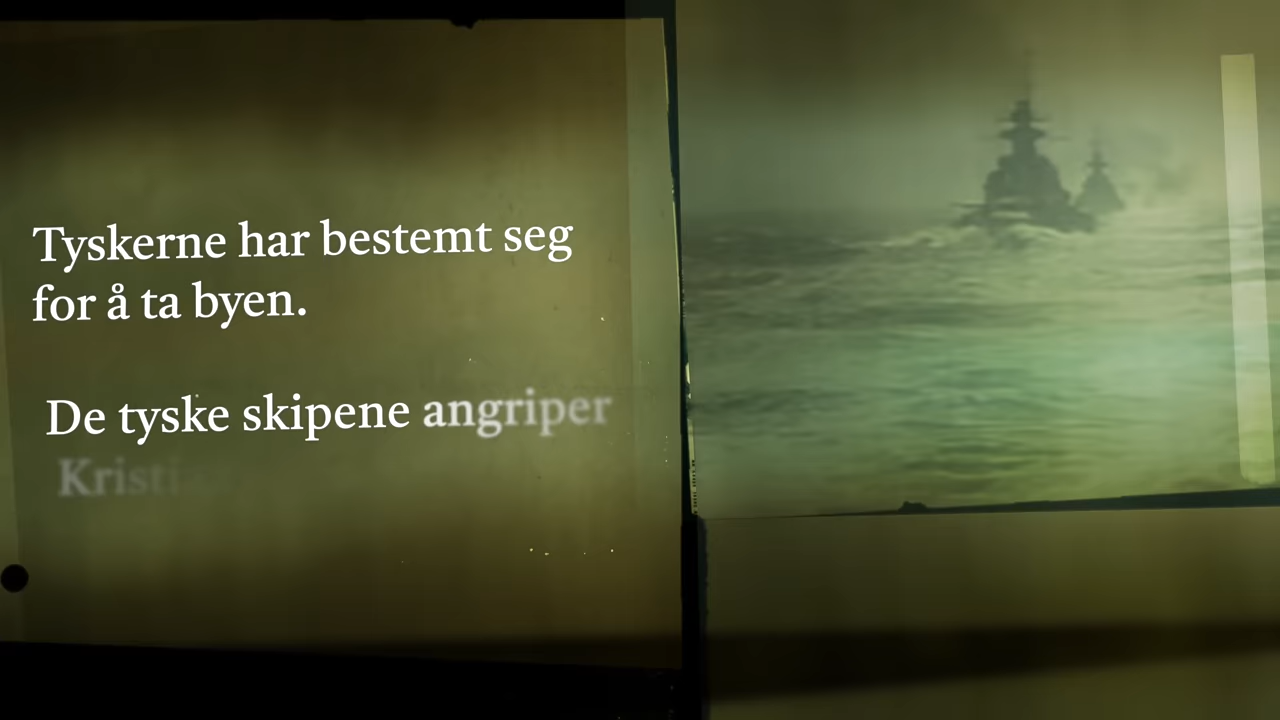 Tyskerne har bestemt seg
for å ta byen.
De tyske skipene angriper